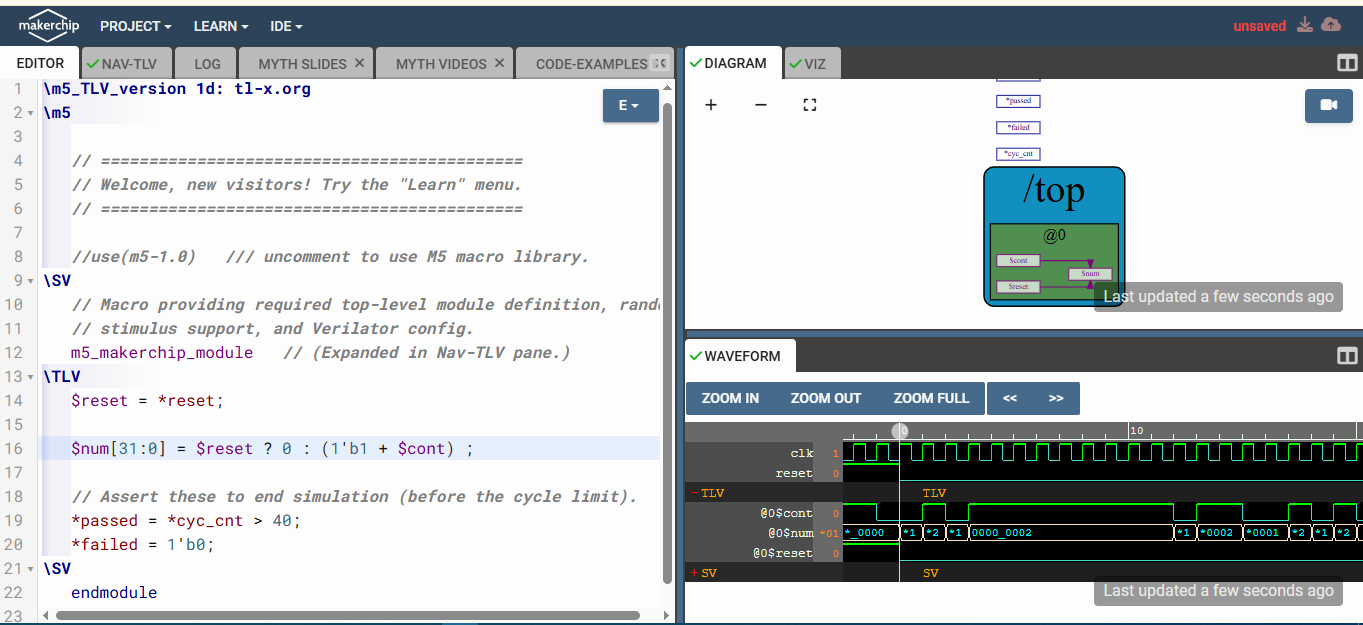 makerchip PROJECT LEARN IDE unsaved
EDITOR NAV-TLV LOG MYTH SLIDES MYTH VIDEOS CODE-EXAMPLES
1 \m5_TLV_version 1d: tl-x.org
2 \m5
3
4 // ============================================
5 // Welcome, new visitors! Try the "Learn" menu.
6 // ============================================
7
8 //use(m5-1.0) /// uncomment to use M5 macro library.
9 \SV
10 // Macro providing required top-level module definition, rand
11 // stimulus support, and Verilator config.
12 m5_makerchip_module // (Expanded in Nav-TLV pane.)
13 \TLV
14 $reset = *reset;
15
16 $num[31:0] = $reset ? 0 : (1'b1 + $cont) ;
17
18 // Assert these to end simulation (before the cycle limit).
19 *passed = *cyc_cnt > 40;
20 *failed = 1'b0;
21 \SV
22 endmodule
23
E
DIAGRAM VIZ
*passed
*failed
*cyc_cnt
/top
@0
$cont
$num
$reset
Last updated a few seconds ago
WAVEFORM
ZOOM IN ZOOM OUT ZOOM FULL << >>
0 10
clk 1
reset 0
- TLV TLV
@0$cont 0
@0$num *01 *_0000 *1 *2 *1 0000_0002 *1 *0002 *0001 *2 *1 *2
@0$reset 0
+ SV SV
Last updated a few seconds ago